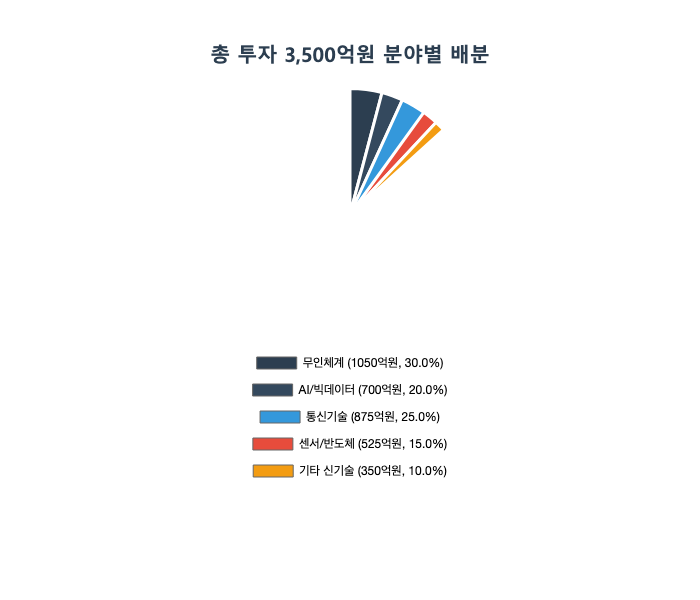 총 투자 3,500억원 분야별 배분
무인체계 (1050억원, 30.0%)
AI/빅데이터 (700억원, 20.0%)
통신기술 (875억원, 25.0%)
센서/반도체 (525억원, 15.0%)
기타 신기술 (350억원, 10.0%)